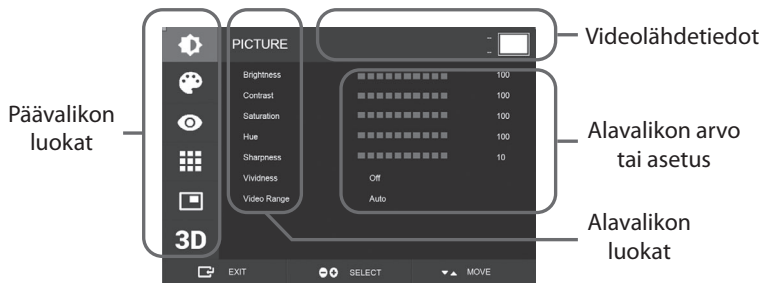 PICTURE
Videolähdetiedot
Brightness 100
Contrast 100
Saturation 100
Hue 100
Sharpness 10
Vividness Off
Video Range Auto
3D
EXIT SELECT MOVE
Päävalikon
luokat
Alavalikon arvo
tai asetus
Alavalikon
luokat